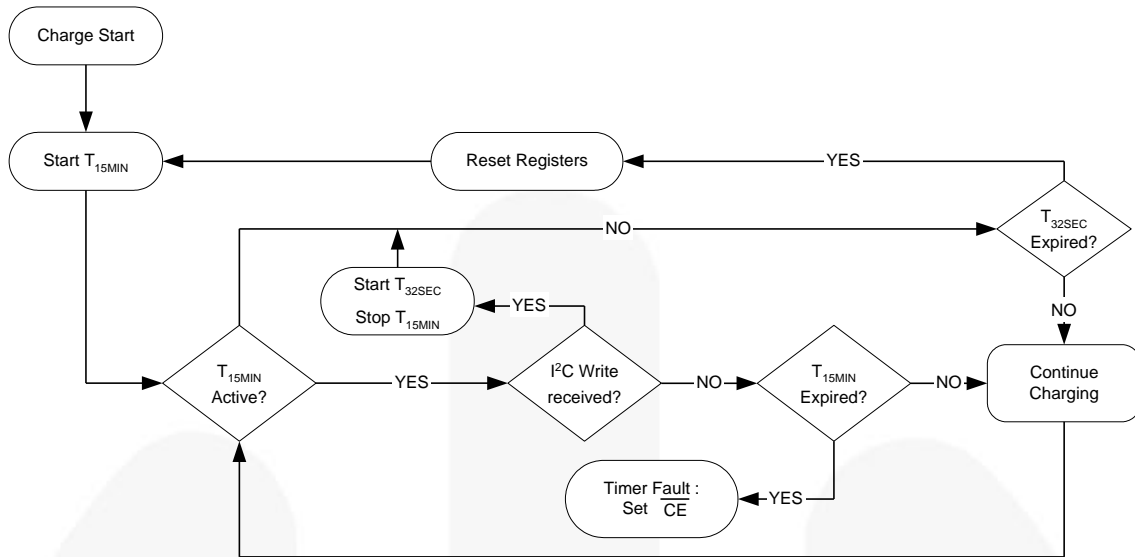 Charge Start
Start T15MIN
Reset Registers
YES
T32SEC
Expired?
NO
Start T32SEC
Stop T15MIN
YES
NO
T15MIN
Active?
YES
I2C Write
received?
NO
T15MIN
Expired?
NO
Continue
Charging
Timer Fault :
Set CE
YES